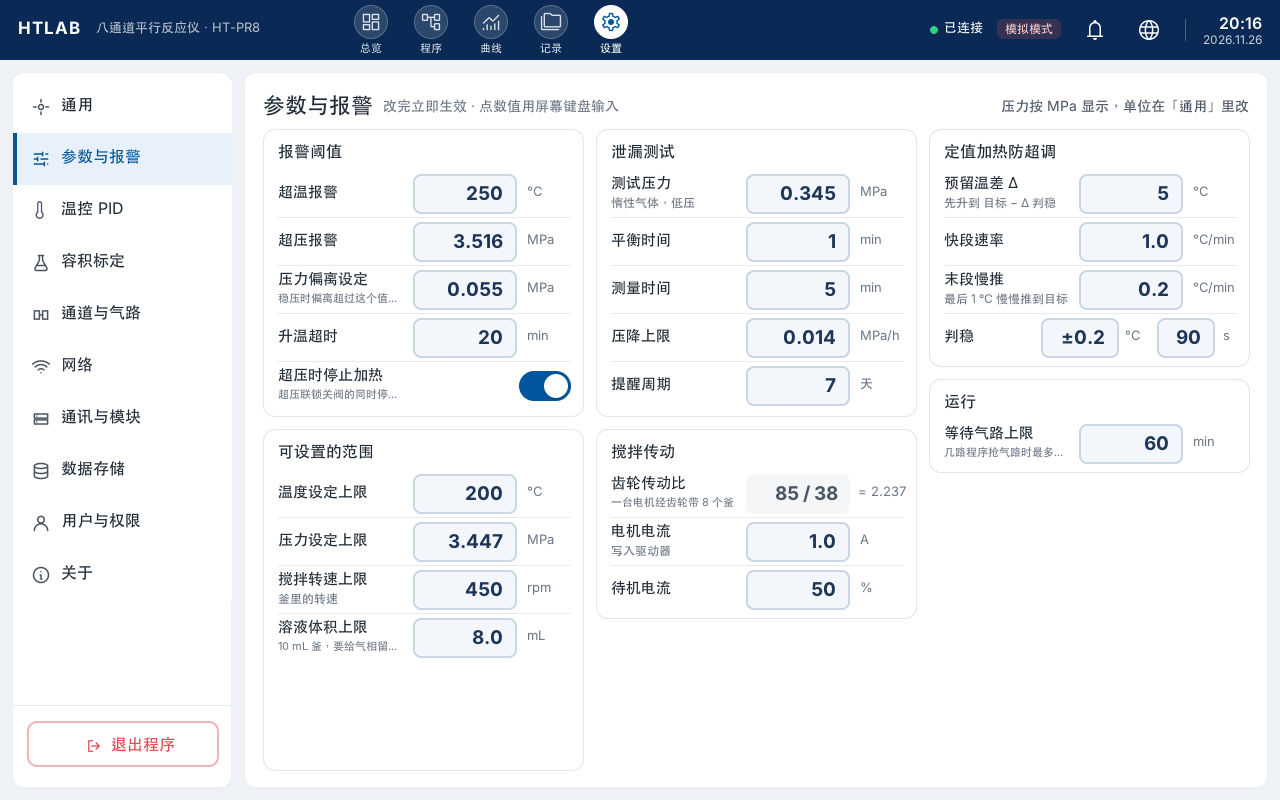 HTLAB
八通道平行反应仪 · HT-PR8
总览
程序
曲线
记录
设置
已连接
模拟模式
20:16
2026.11.26
通用
参数与报警
温控 PID
容积标定
通道与气路
网络
通讯与模块
数据存储
用户与权限
关于
退出程序
参数与报警
改完立即生效 · 点数值用屏幕键盘输入
压力按 MPa 显示，单位在「通用」里改
报警阈值
超温报警 250 °C
超压报警 3.516 MPa
压力偏离设定 0.055 MPa
稳压时偏离超过这个值...
升温超时 20 min
超压时停止加热
超压联锁关阀的同时停...
可设置的范围
温度设定上限 200 °C
压力设定上限 3.447 MPa
搅拌转速上限 450 rpm
釜里的转速
溶液体积上限 8.0 mL
10 mL 釜，要给气相留...
泄漏测试
测试压力 0.345 MPa
惰性气体，低压
平衡时间 1 min
测量时间 5 min
压降上限 0.014 MPa/h
提醒周期 7 天
搅拌传动
齿轮传动比 85 / 38 = 2.237
一台电机经齿轮带 8 个釜
电机电流 1.0 A
写入驱动器
待机电流 50 %
定值加热防超调
预留温差 Δ 5 °C
先升到 目标 − Δ 判稳
快段速率 1.0 °C/min
末段慢推 0.2 °C/min
最后 1 °C 慢慢推到目标
判稳 ±0.2 °C 90 s
运行
等待气路上限 60 min
几路程序抢气路时最多...